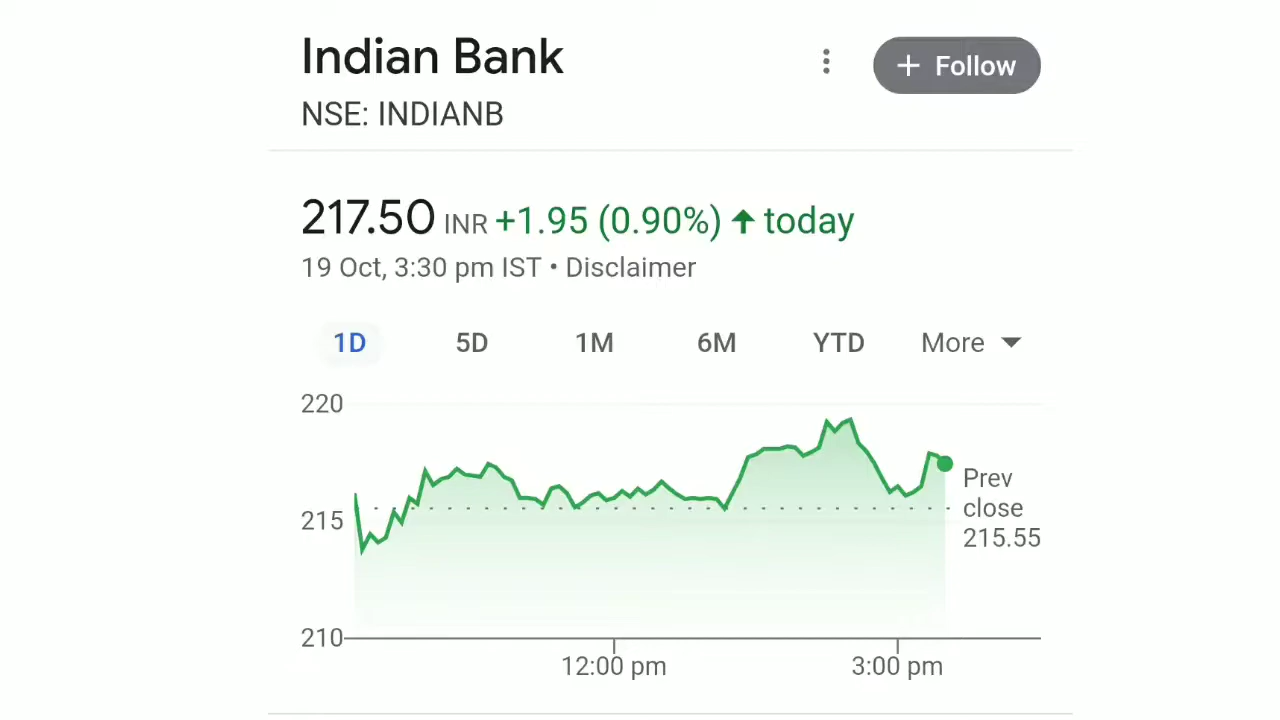 Indian Bank
+ Follow
NSE: INDIANB
217.50 INR +1.95 (0.90%) ↑ today
19 Oct, 3:30 pm IST • Disclaimer
1D 5D 1M 6M YTD More
220
215
210
Prev
close
215.55
12:00 pm 3:00 pm